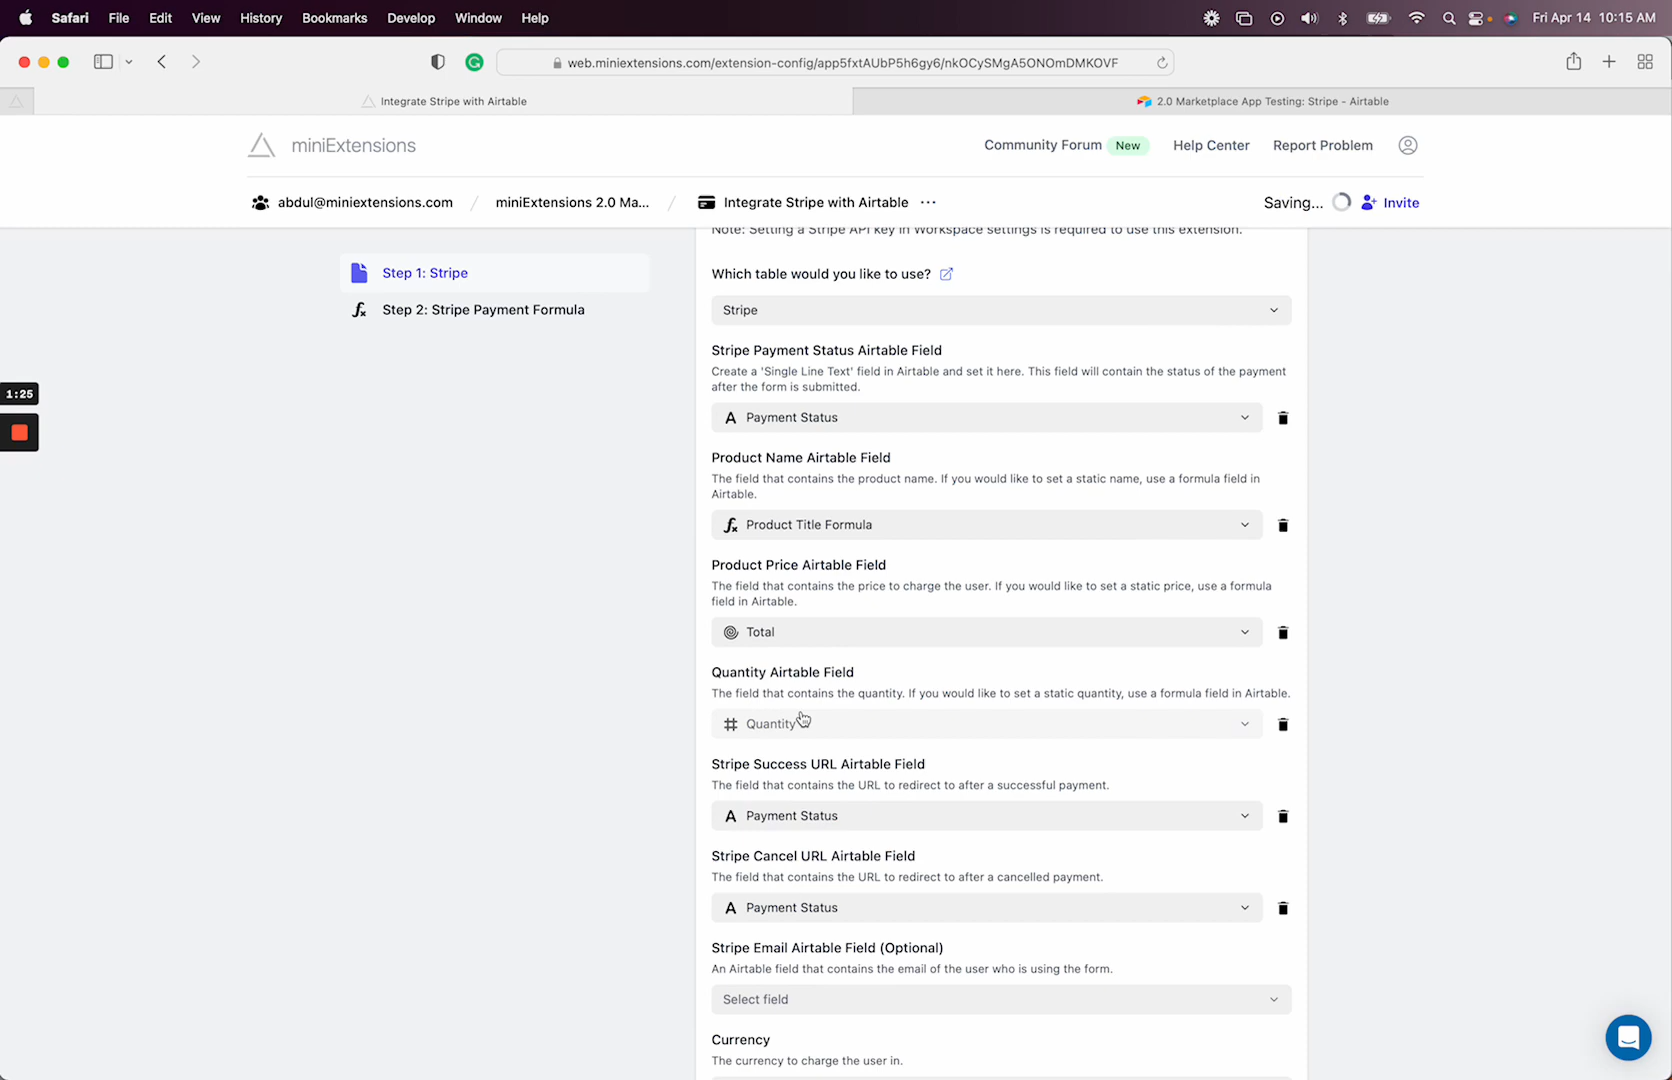 Safari File Edit View History Bookmarks Develop Window Help Fri Apr 14 10:15 AM
web.miniextensions.com/extension-config/app5fxtAUbP5h6gy6/nkOCySMgA5ONOmDMKOVF
Integrate Stripe with Airtable
2.0 Marketplace App Testing: Stripe - Airtable
miniExtensions
Community Forum New Help Center Report Problem
abdul@miniextensions.com / miniExtensions 2.0 Ma... / Integrate Stripe with Airtable ...
Saving... Invite
Step 1: Stripe
Step 2: Stripe Payment Formula
1:25
Note: Setting a Stripe API key in Workspace settings is required to use this extension.
Which table would you like to use?
Stripe
Stripe Payment Status Airtable Field
Create a 'Single Line Text' field in Airtable and set it here. This field will contain the status of the payment
after the form is submitted.
A Payment Status
Product Name Airtable Field
The field that contains the product name. If you would like to set a static name, use a formula field in
Airtable.
fx Product Title Formula
Product Price Airtable Field
The field that contains the price to charge the user. If you would like to set a static price, use a formula
field in Airtable.
Total
Quantity Airtable Field
The field that contains the quantity. If you would like to set a static quantity, use a formula field in Airtable.
Quantity
Stripe Success URL Airtable Field
The field that contains the URL to redirect to after a successful payment.
A Payment Status
Stripe Cancel URL Airtable Field
The field that contains the URL to redirect to after a cancelled payment.
A Payment Status
Stripe Email Airtable Field (Optional)
An Airtable field that contains the email of the user who is using the form.
Select field
Currency
The currency to charge the user in.